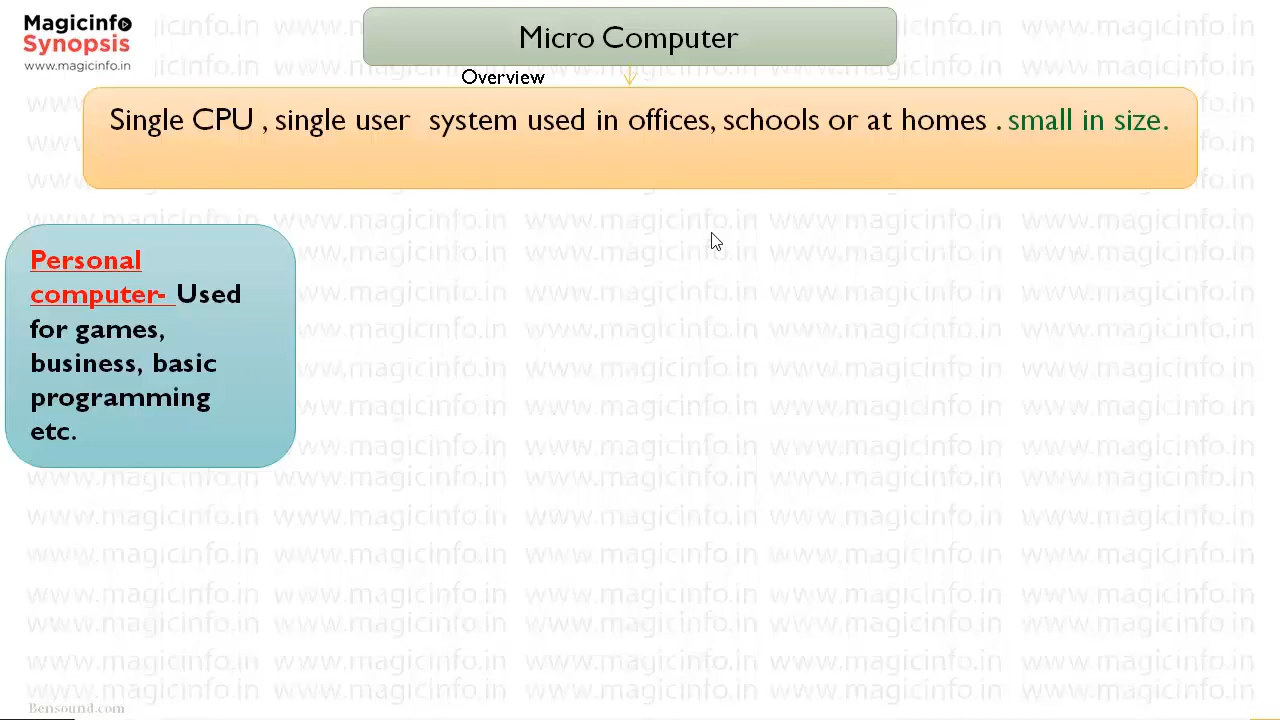 Magicinfo
Synopsis
www.magicinfo.in
Micro Computer
Overview
Single CPU , single user system used in offices, schools or at homes . small in size.
Personal
computer- Used
for games,
business, basic
programming
etc.
Bensound.com